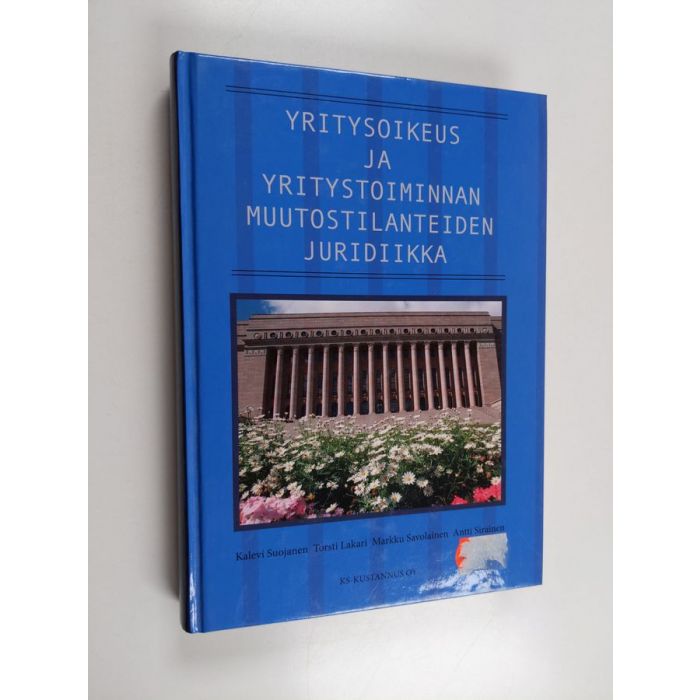 YRITYSOIKEUS
JA
YRITYSTOIMINNAN
MUUTOSTILANTEIDEN
JURIDIIKKA
Kalevi Suojanen Torsti Lakari Markku Savolainen Antti Sirainen
KS-KUSTANNUS OY